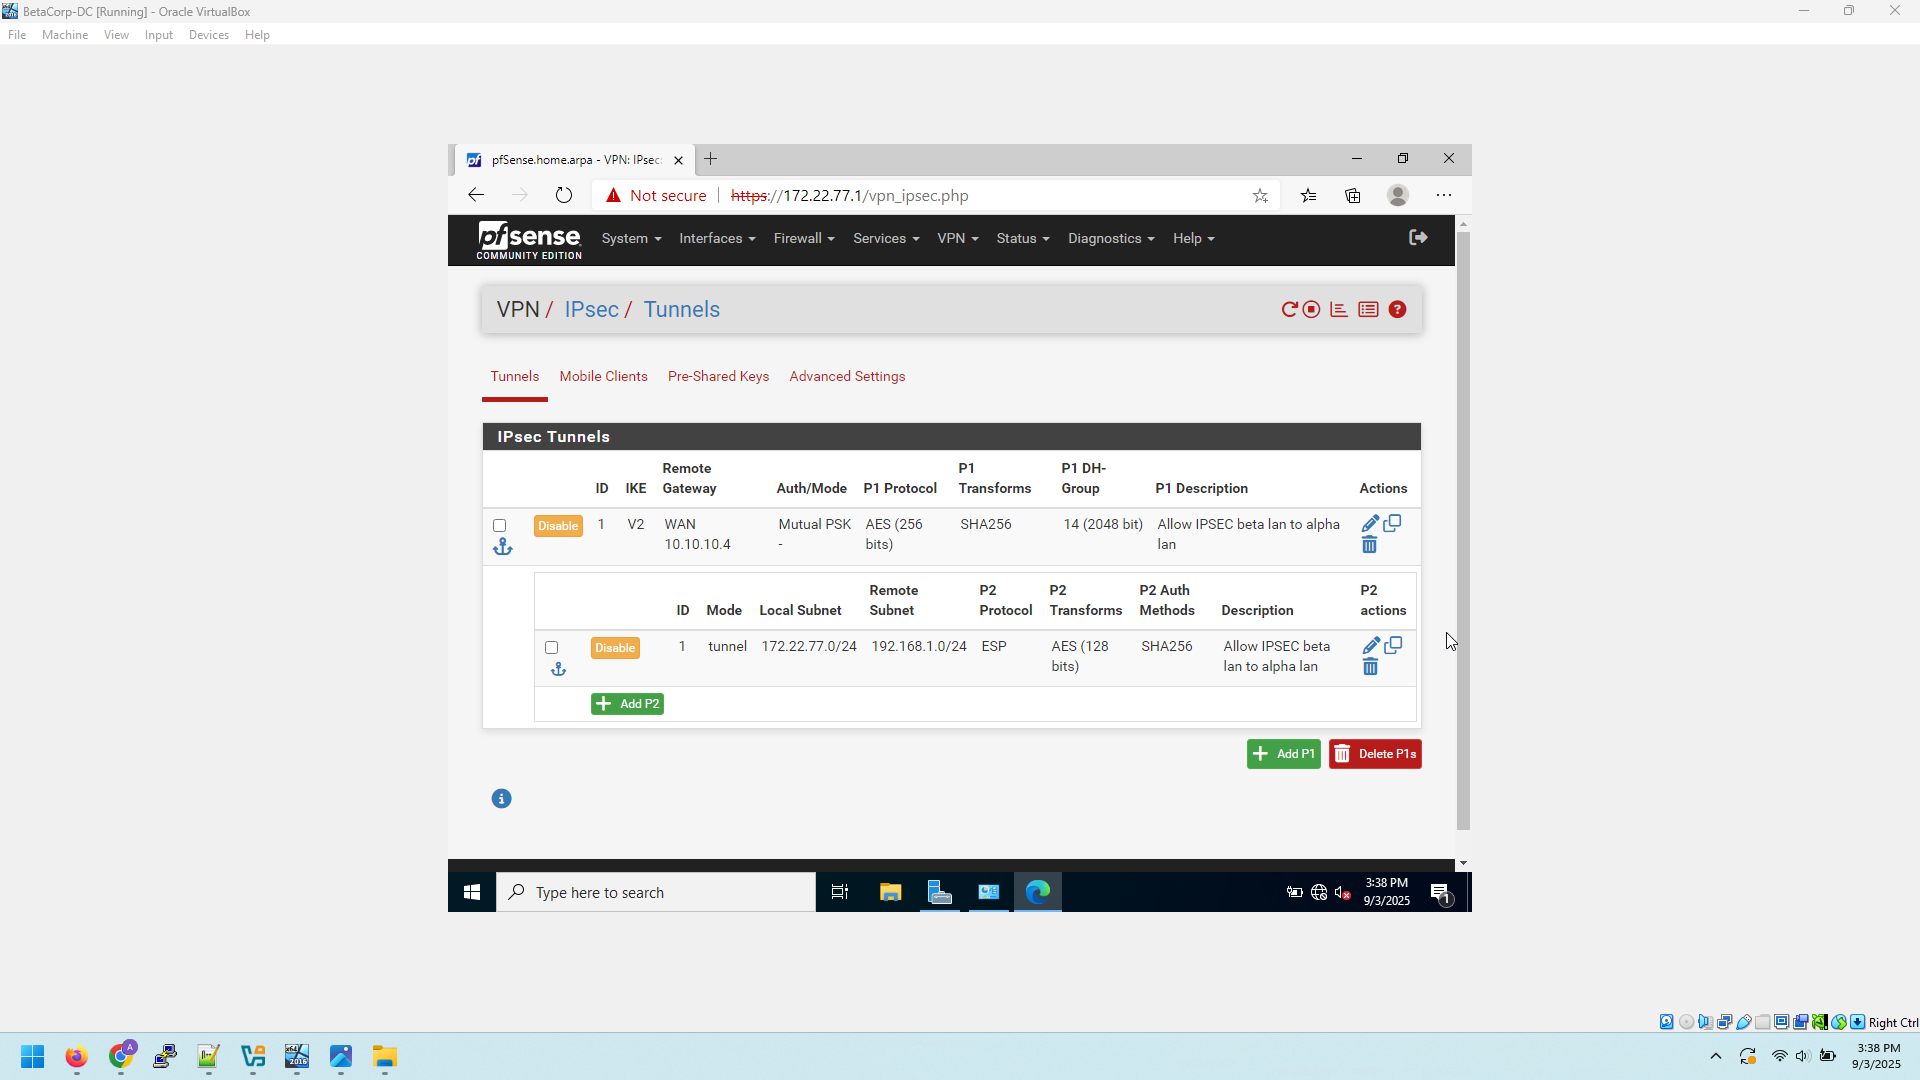 BetaCorp-DC [Running] - Oracle VirtualBox
File Machine View Input Devices Help
pfSense.home.arpa - VPN: IPsec:
Not secure https://172.22.77.1/vpn_ipsec.php
pfsense
COMMUNITY EDITION
System Interfaces Firewall Services VPN Status Diagnostics Help
VPN / IPsec / Tunnels
Tunnels Mobile Clients Pre-Shared Keys Advanced Settings
IPsec Tunnels
ID IKE Remote Gateway Auth/Mode P1 Protocol P1 Transforms P1 DH-Group P1 Description Actions
Disable 1 V2 WAN 10.10.10.4 Mutual PSK - AES (256 bits) SHA256 14 (2048 bit) Allow IPSEC beta lan to alpha lan
ID Mode Local Subnet Remote Subnet P2 Protocol P2 Transforms P2 Auth Methods Description P2 actions
Disable 1 tunnel 172.22.77.0/24 192.168.1.0/24 ESP AES (128 bits) SHA256 Allow IPSEC beta lan to alpha lan
Add P2
Add P1 Delete P1s
Type here to search
3:38 PM
9/3/2025
1
Right Ctrl
A
2016
3:38 PM
9/3/2025